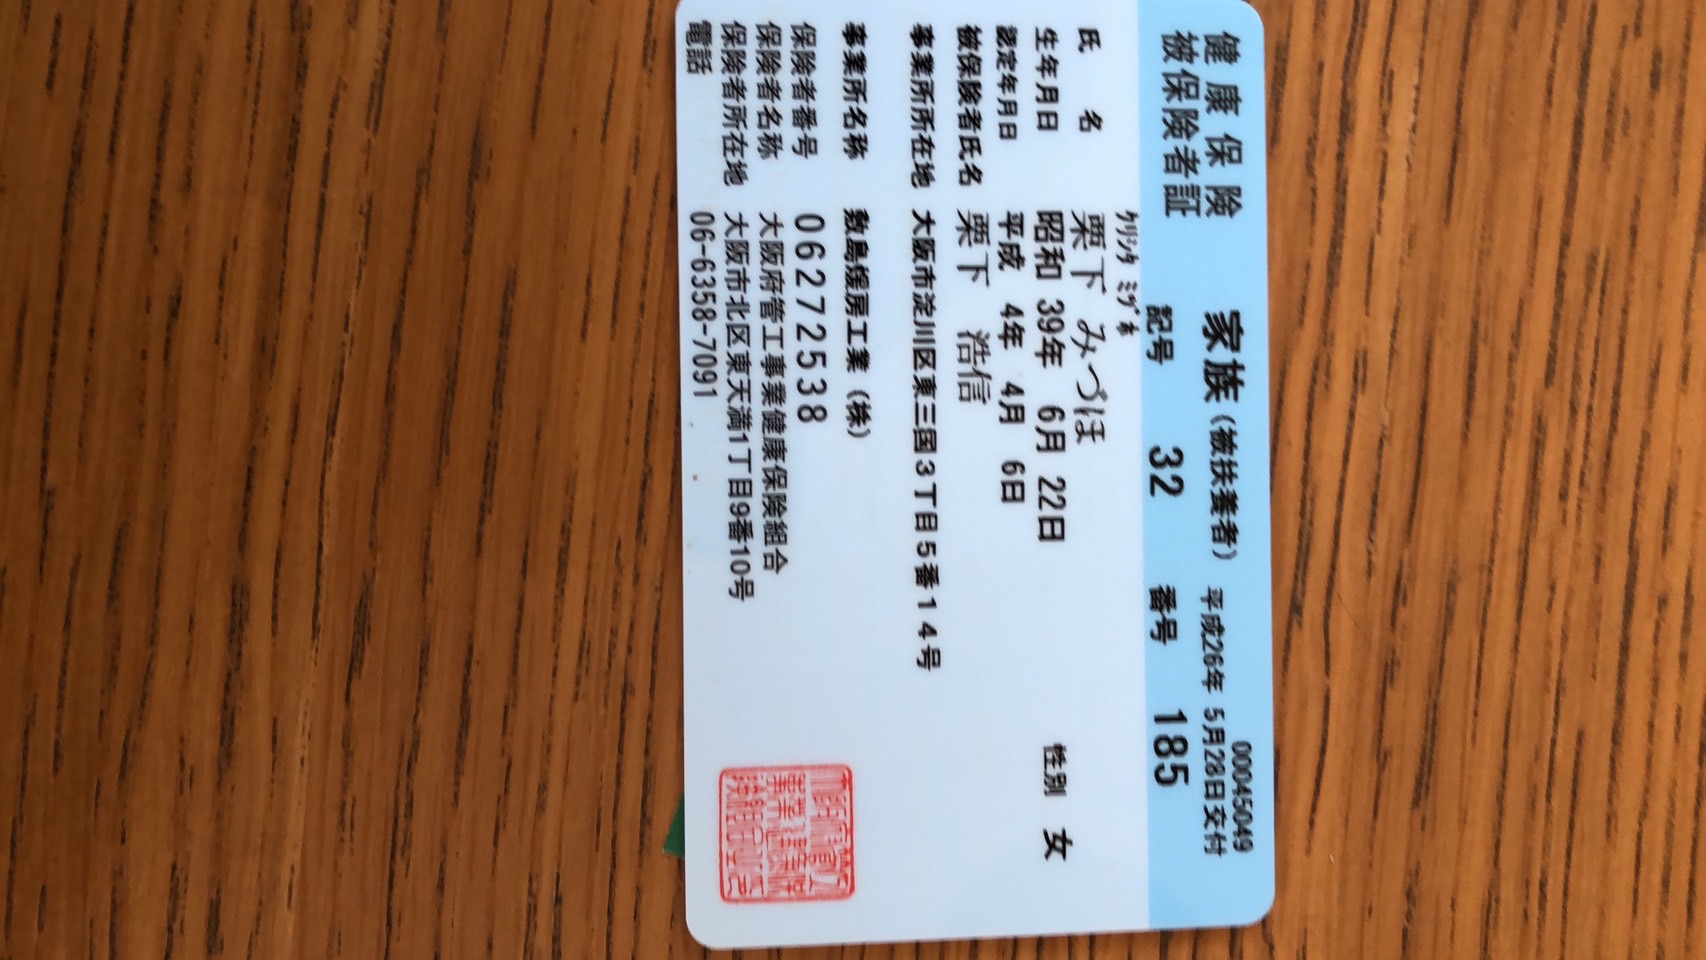 健康保険 家族(被扶養者) 00045049
被保険者証 平成26年 5月28日交付
記号 32 番号 185
ｸﾘｼﾀ ﾐﾂﾞﾎ
氏名 栗下 みづほ
生年月日 昭和 39年 6月 22日 性別 女
認定年月日 平成 4年 4月 6日
被保険者氏名 栗下 浩信
事業所所在地 大阪市淀川区東三国3丁目5番14号
事業所名称 敷島煖房工業(株)
保険者番号 06272538
保険者名称 大阪府管工事業健康保険組合
保険者所在地 大阪市北区東天満1丁目9番10号
電話 06-6358-7091